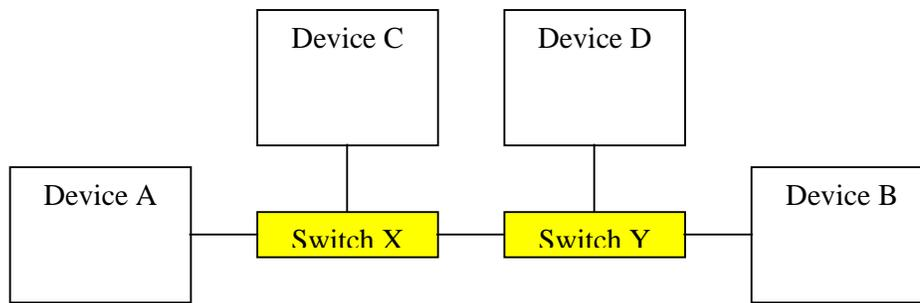 Device C
Device D
Device A
Device B
Switch X
Switch Y